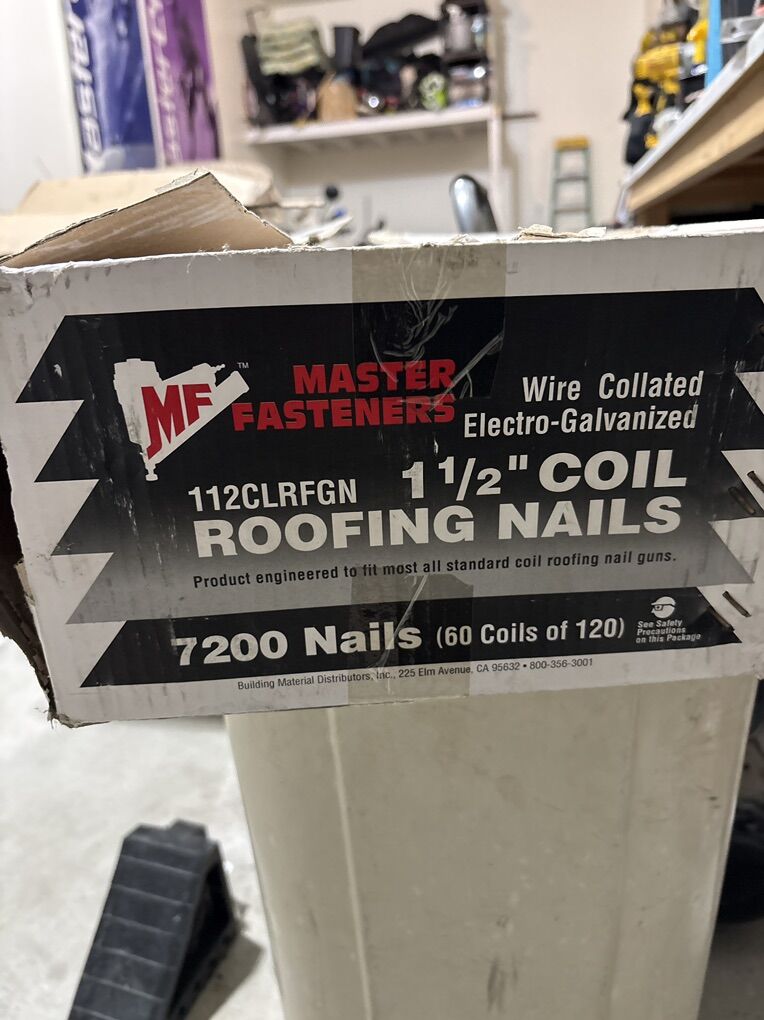 MF™
MASTER
FASTENERS
Wire Collated
Electro-Galvanized
112CLRFGN 1 1/2" COIL
ROOFING NAILS
Product engineered to fit most all standard coil roofing nail guns.
7200 Nails (60 Coils of 120)
See Safety
Precautions
on this Package
Building Material Distributors, Inc., 225 Elm Avenue, CA 95632 • 800-356-3001